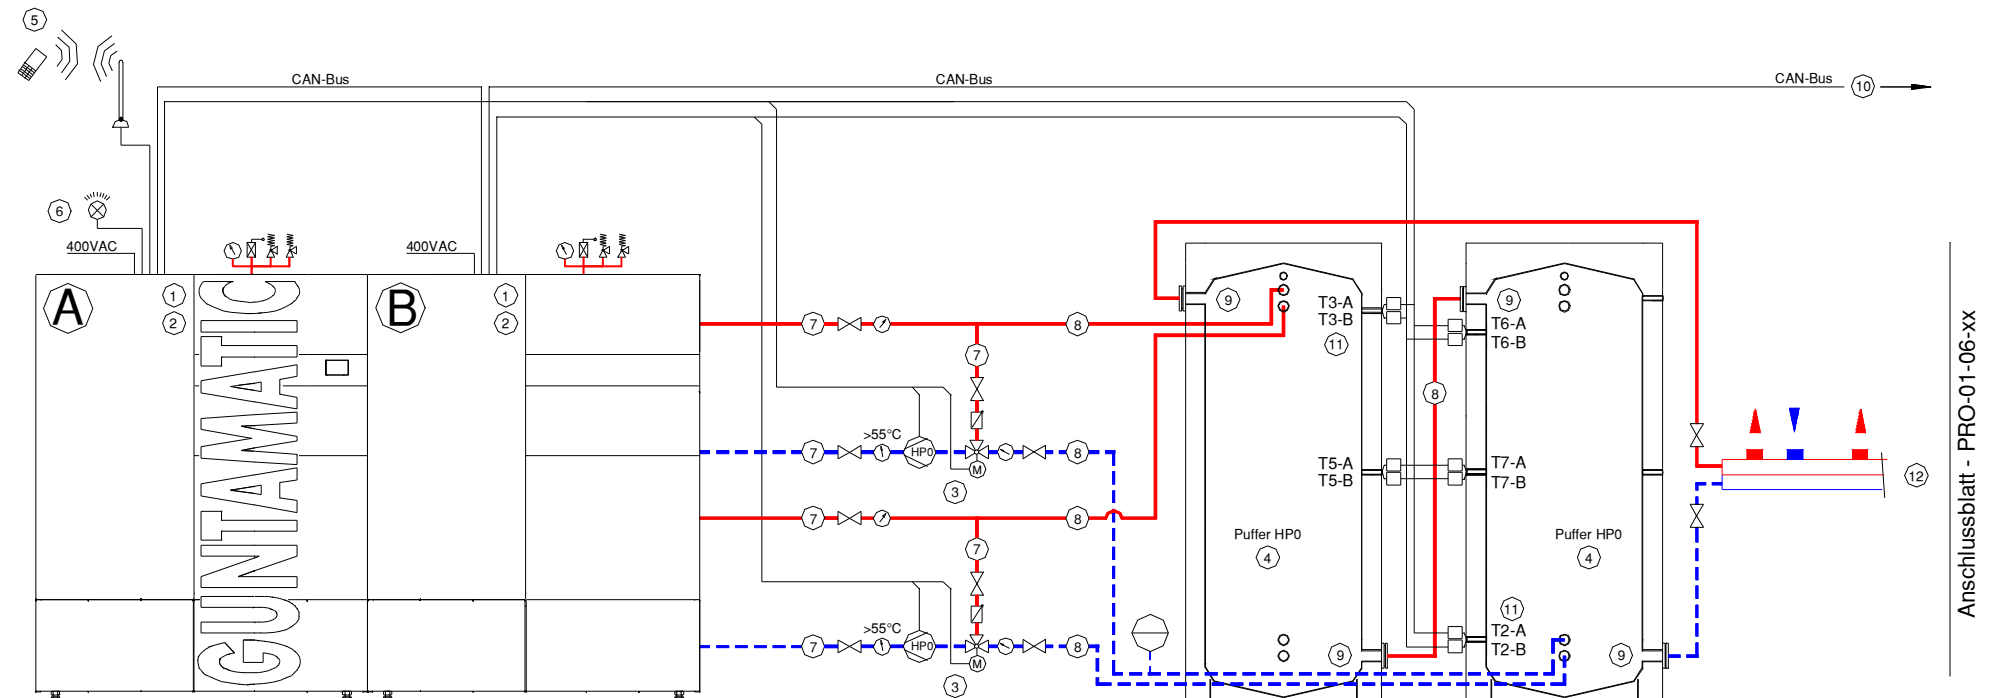 5
CAN-Bus
CAN-Bus
CAN-Bus
10
6
400VAC
400VAC
A
1
2
GUNTAMATIC
B
1
2
7
8
7
>55°C
7
HP0
M
8
3
7
8
7
>55°C
7
HP0
M
8
3
9
T3-A
T3-B
11
T5-A
T5-B
Puffer HP0
4
9
8
9
T6-A
T6-B
T7-A
T7-B
Puffer HP0
4
11
T2-A
T2-B
9
12
Anschlussblatt - PRO-01-06-xx